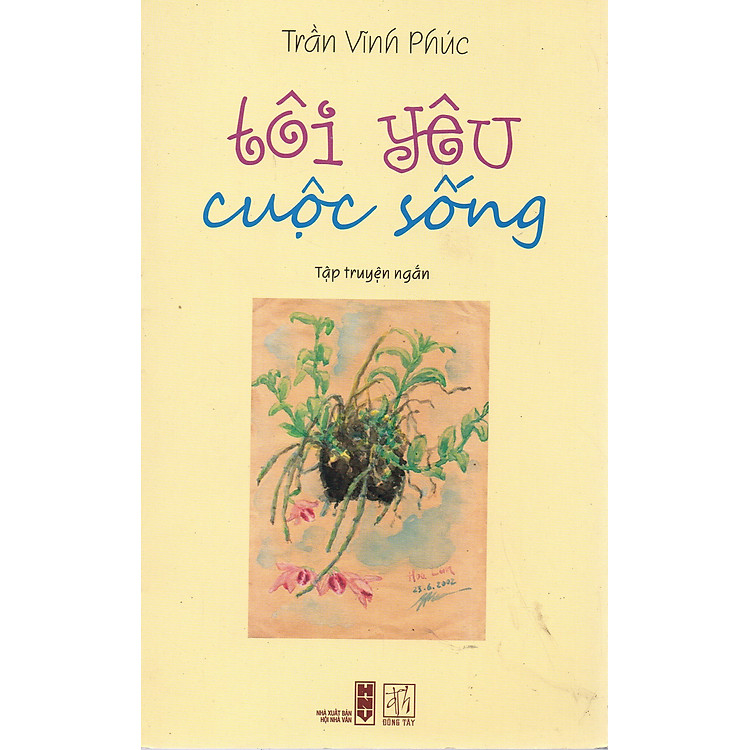 Trần Vĩnh Phúc
tôi yêu
cuộc sống
Tập truyện ngắn
23.6.2002
NHÀ XUẤT BẢN
HỘI NHÀ VĂN
HNV
ĐÔNG TÂY